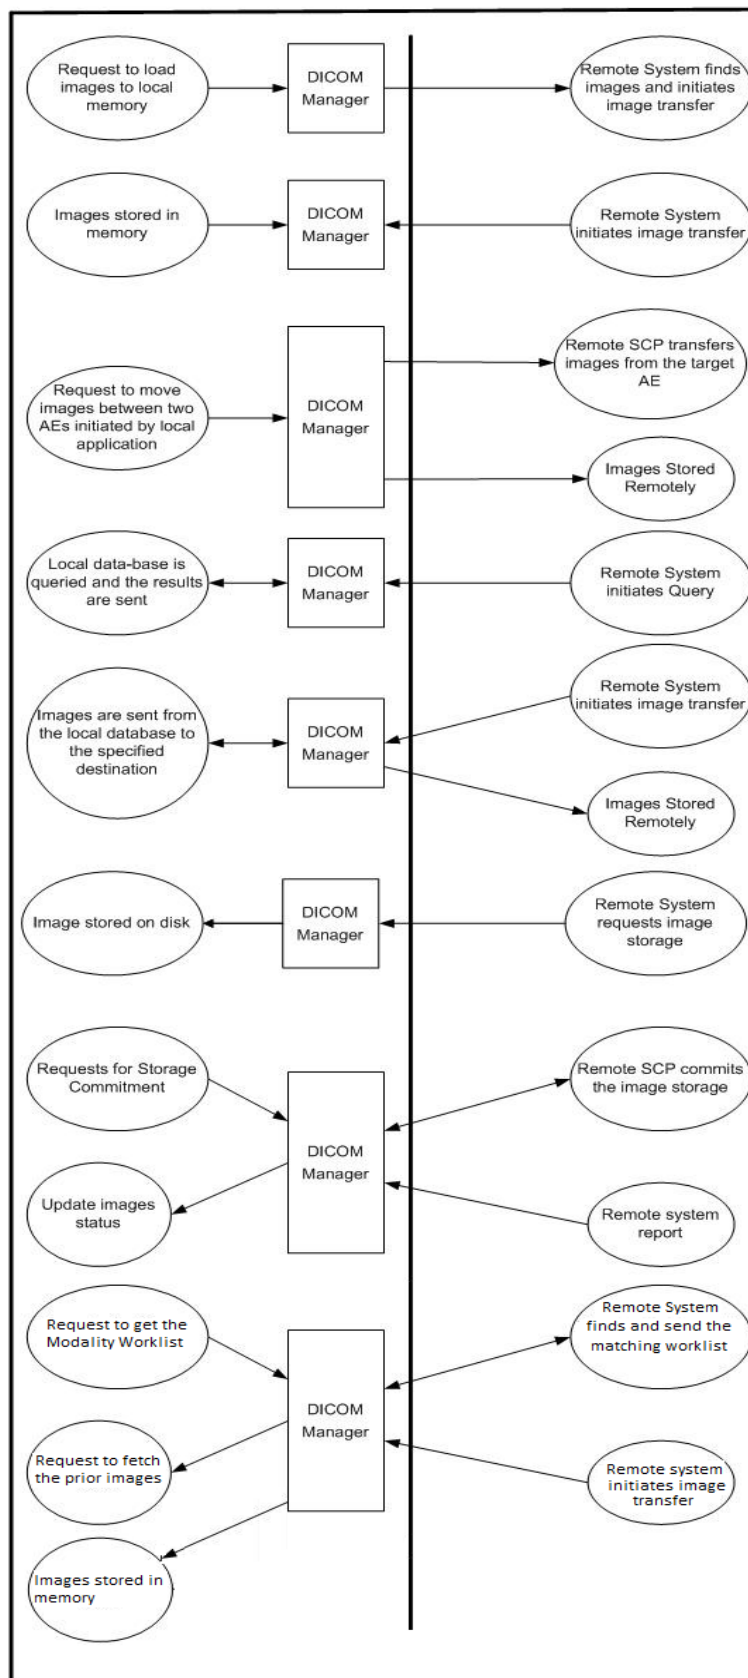 Request to load
images to local
memory
DICOM
Manager
Remote System finds
images and initiates
image transfer
Images stored in
memory
DICOM
Manager
Remote System
initiates image transfer
Request to move
images between two
AEs initiated by local
application
DICOM
Manager
Remote SCP transfers
images from the target
AE
Images Stored
Remotely
Local data-base is
queried and the results
are sent
DICOM
Manager
Remote System
initiates Query
Images are sent from
the local database to
the specified
destination
DICOM
Manager
Remote System
initiates image transfer
Images Stored
Remotely
Image stored on disk
DICOM
Manager
Remote System
requests image
storage
Requests for Storage
Commitment
Update images
status
DICOM
Manager
Remote SCP commits
the image storage
Remote system
report
Request to get the
Modality Worklist
Request to fetch
the prior images
Images stored in
memory
DICOM
Manager
Remote System
finds and send the
matching worklist
Remote system
initiates image
transfer